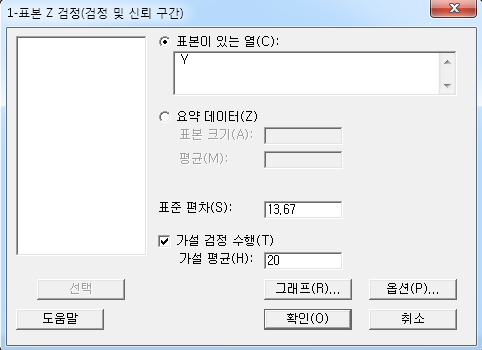 1-표본 Z 검정(검정 및 신뢰 구간)
표본이 있는 열(C):
Y
요약 데이터(Z)
표본 크기(A):
평균(M):
표준 편차(S): 13.67
가설 검정 수행(T)
가설 평균(H): 20
선택 그래프(R)... 옵션(P)...
도움말 확인(O) 취소